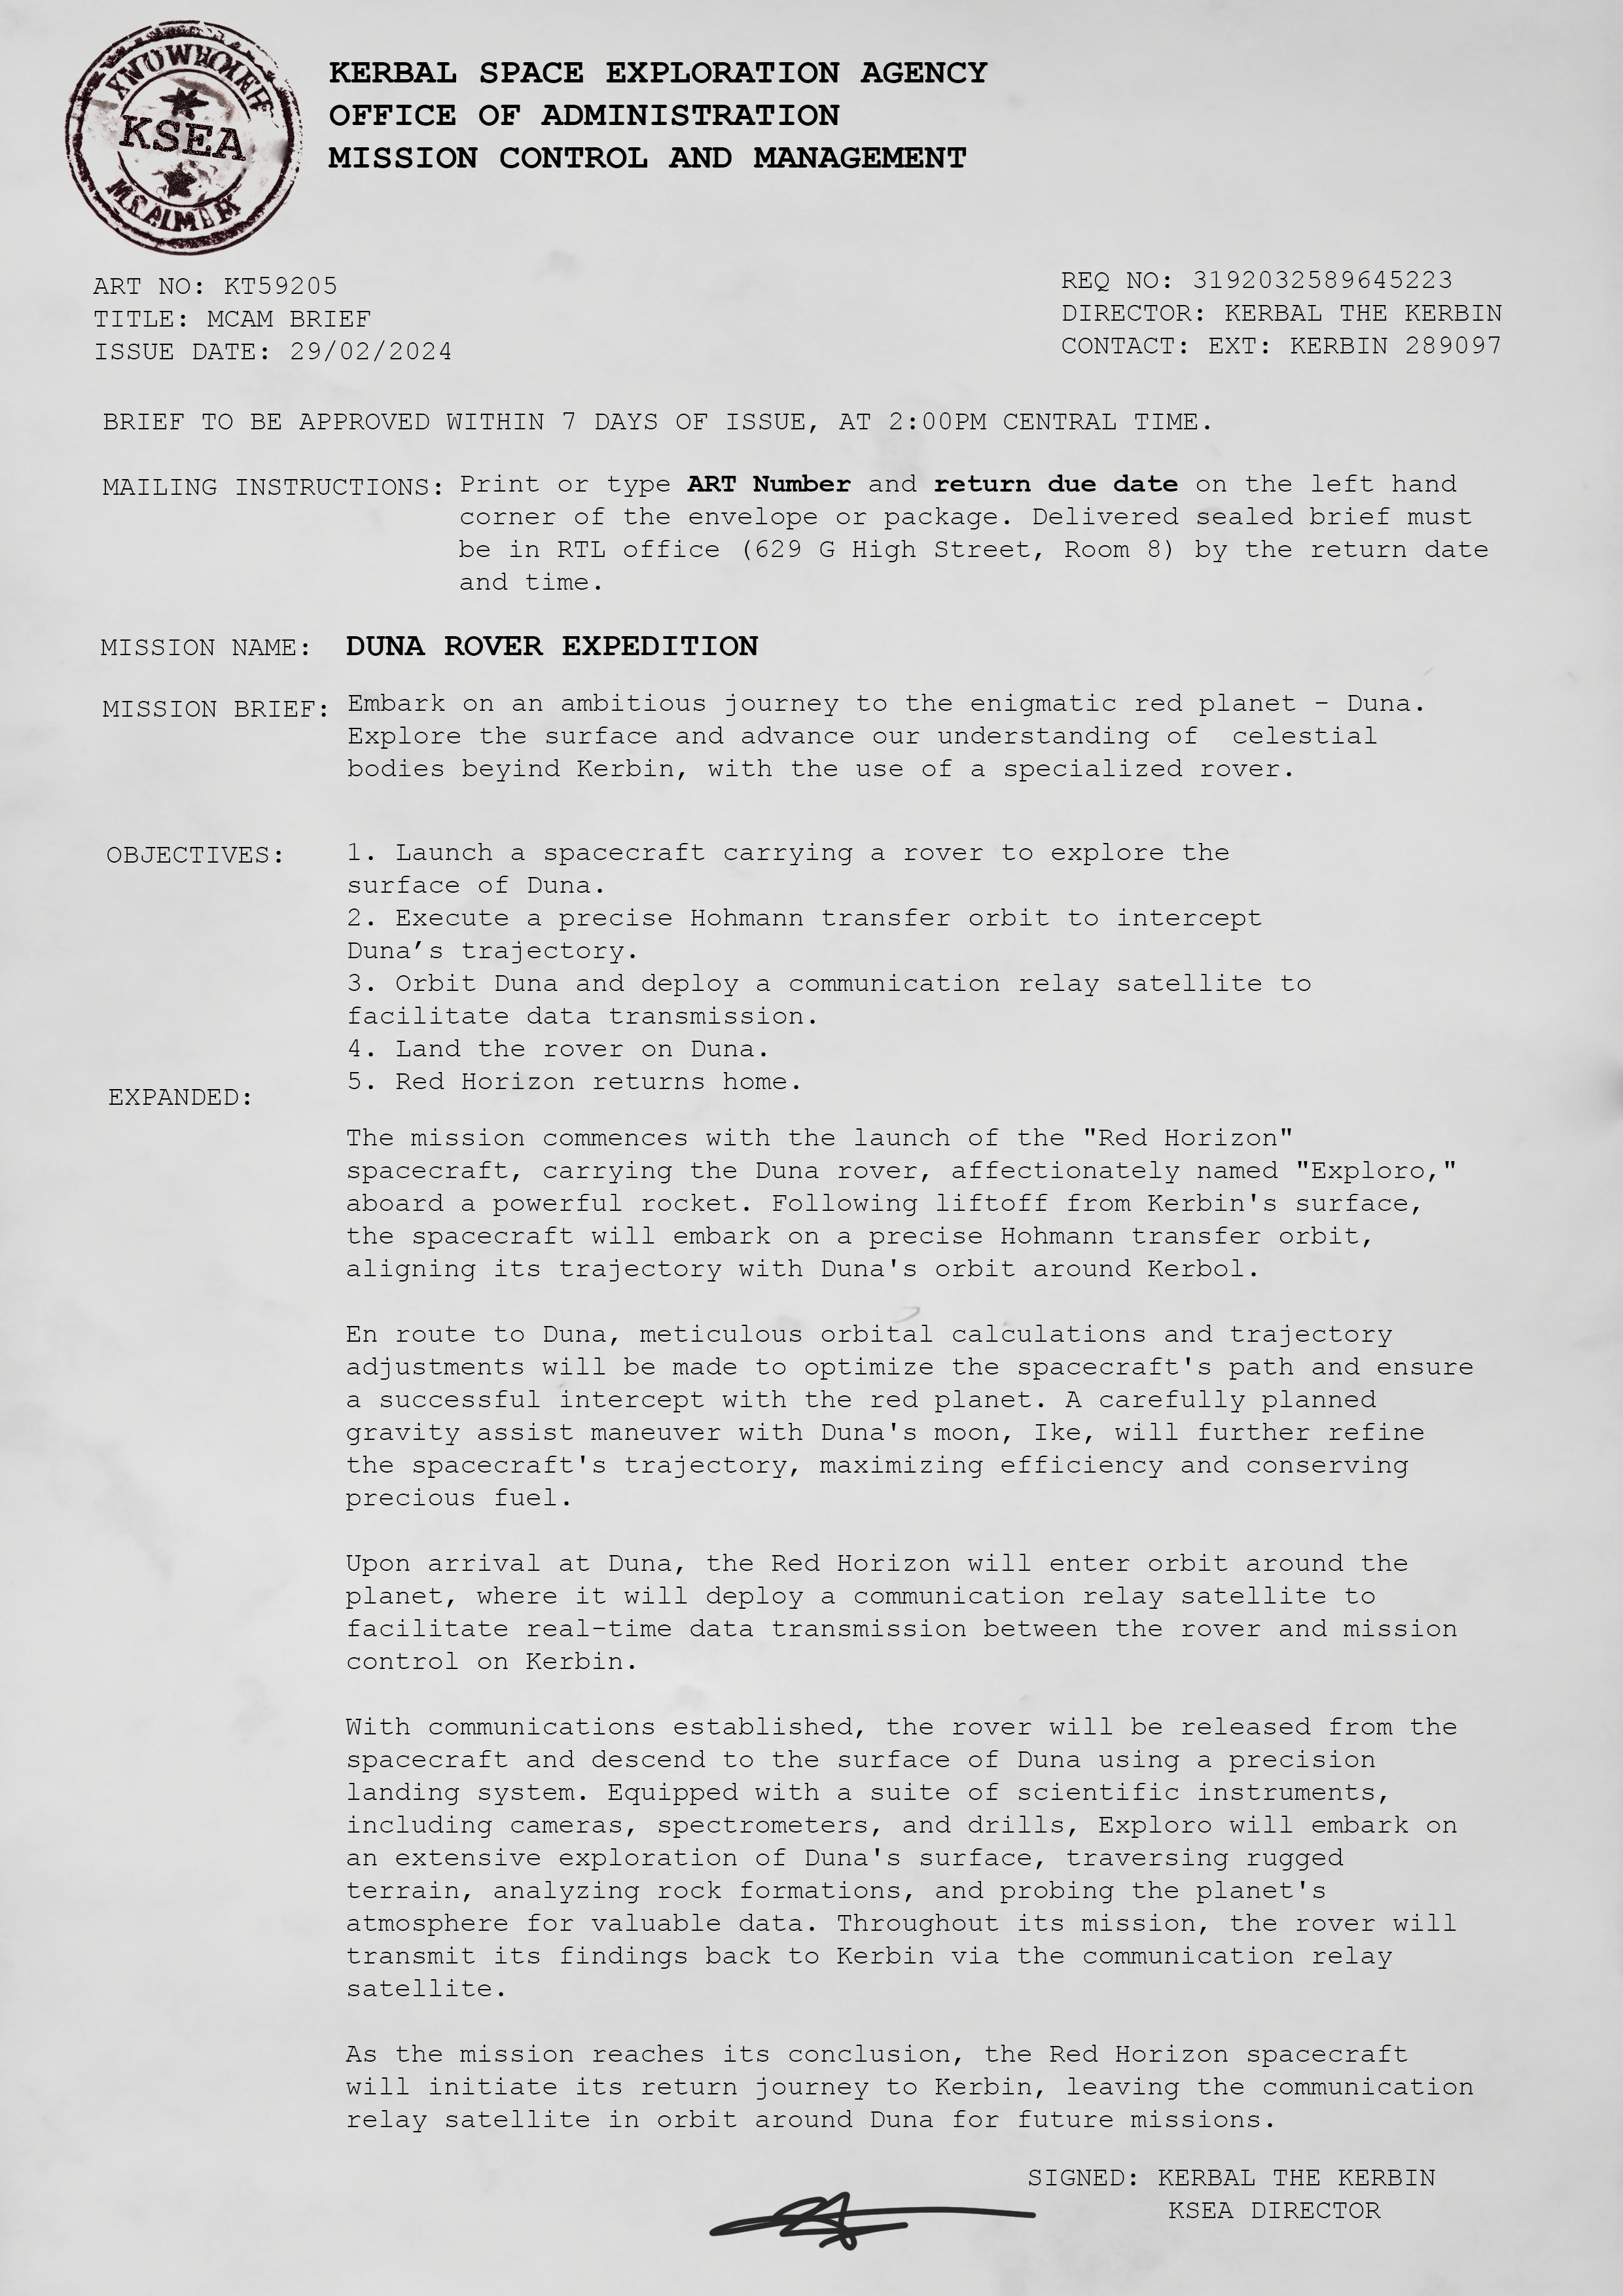 KSEA
KERBAL SPACE EXPLORATION AGENCY
OFFICE OF ADMINISTRATION
MISSION CONTROL AND MANAGEMENT
ART NO: KT59205
TITLE: MCAM BRIEF
ISSUE DATE: 29/02/2024
REQ NO: 3192032589645223
DIRECTOR: KERBAL THE KERBIN
CONTACT: EXT: KERBIN 289097
BRIEF TO BE APPROVED WITHIN 7 DAYS OF ISSUE, AT 2:00PM CENTRAL TIME.
MAILING INSTRUCTIONS: Print or type ART Number and return due date on the left hand
corner of the envelope or package. Delivered sealed brief must
be in RTL office (629 G High Street, Room 8) by the return date
and time.
MISSION NAME: DUNA ROVER EXPEDITION
MISSION BRIEF: Embark on an ambitious journey to the enigmatic red planet - Duna.
Explore the surface and advance our understanding of  celestial
bodies beyind Kerbin, with the use of a specialized rover.
OBJECTIVES: 1. Launch a spacecraft carrying a rover to explore the
surface of Duna.
2. Execute a precise Hohmann transfer orbit to intercept
Duna’s trajectory.
3. Orbit Duna and deploy a communication relay satellite to
facilitate data transmission.
4. Land the rover on Duna.
5. Red Horizon returns home.
EXPANDED:
The mission commences with the launch of the "Red Horizon"
spacecraft, carrying the Duna rover, affectionately named "Exploro,"
aboard a powerful rocket. Following liftoff from Kerbin's surface,
the spacecraft will embark on a precise Hohmann transfer orbit,
aligning its trajectory with Duna's orbit around Kerbol.
En route to Duna, meticulous orbital calculations and trajectory
adjustments will be made to optimize the spacecraft's path and ensure
a successful intercept with the red planet. A carefully planned
gravity assist maneuver with Duna's moon, Ike, will further refine
the spacecraft's trajectory, maximizing efficiency and conserving
precious fuel.
Upon arrival at Duna, the Red Horizon will enter orbit around the
planet, where it will deploy a communication relay satellite to
facilitate real-time data transmission between the rover and mission
control on Kerbin.
With communications established, the rover will be released from the
spacecraft and descend to the surface of Duna using a precision
landing system. Equipped with a suite of scientific instruments,
including cameras, spectrometers, and drills, Exploro will embark on
an extensive exploration of Duna's surface, traversing rugged
terrain, analyzing rock formations, and probing the planet's
atmosphere for valuable data. Throughout its mission, the rover will
transmit its findings back to Kerbin via the communication relay
satellite.
As the mission reaches its conclusion, the Red Horizon spacecraft
will initiate its return journey to Kerbin, leaving the communication
relay satellite in orbit around Duna for future missions.
SIGNED: KERBAL THE KERBIN
KSEA DIRECTOR